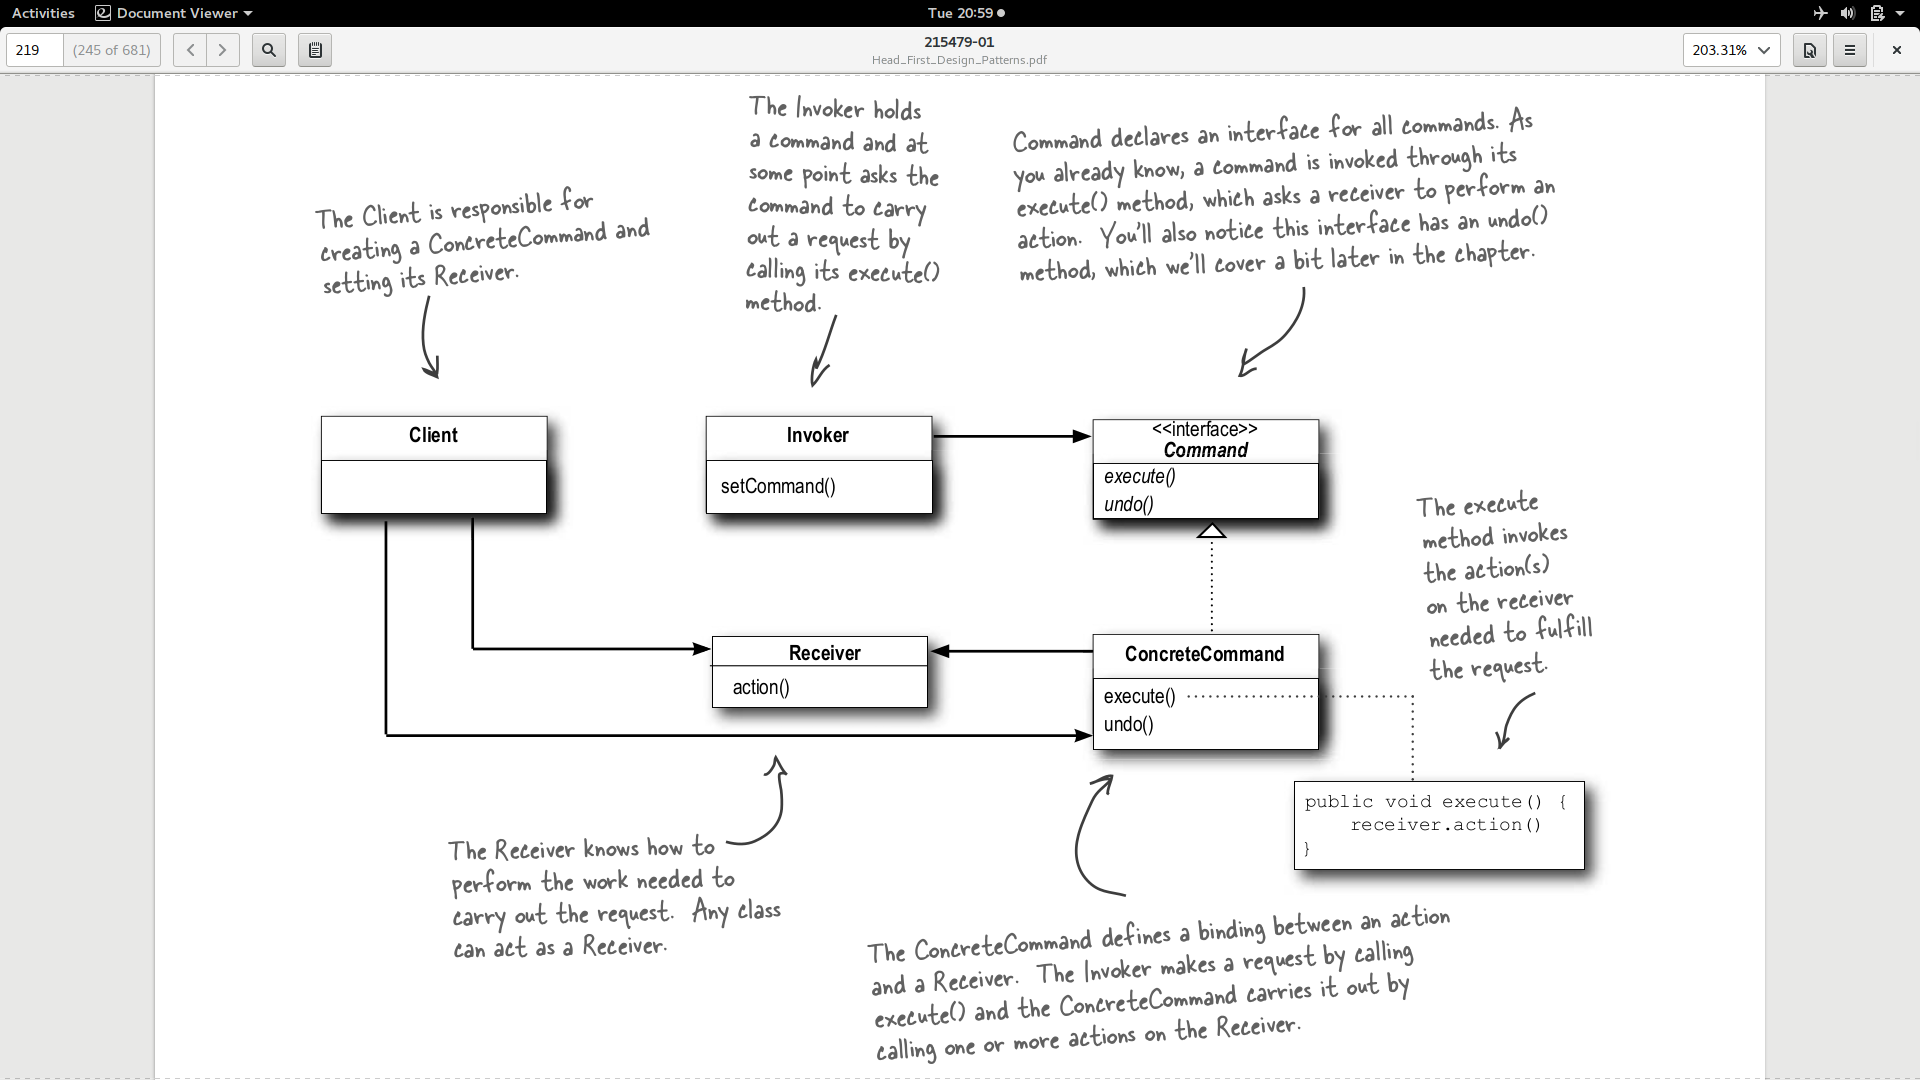 Activities
Document Viewer
Tue 20:59
219
(245 of 681)
215479-01
Head_First_Design_Patterns.pdf
203.31%
The Client is responsible for
creating a ConcreteCommand and
setting its Receiver.
The Invoker holds
a command and at
some point asks the
command to carry
out a request by
calling its execute()
method.
Command declares an interface for all commands. As
you already know, a command is invoked through its
execute() method, which asks a receiver to perform an
action. You'll also notice this interface has an undo()
method, which we'll cover a bit later in the chapter.
Client
Invoker
setCommand()
<<interface>>
Command
execute()
undo()
The execute
method invokes
the action(s)
on the receiver
needed to fulfill
the request.
Receiver
action()
ConcreteCommand
execute()
undo()
public void execute() {
receiver.action()
}
The Receiver knows how to
perform the work needed to
carry out the request. Any class
can act as a Receiver.
The ConcreteCommand defines a binding between an action
and a Receiver. The Invoker makes a request by calling
execute() and the ConcreteCommand carries it out by
calling one or more actions on the Receiver.